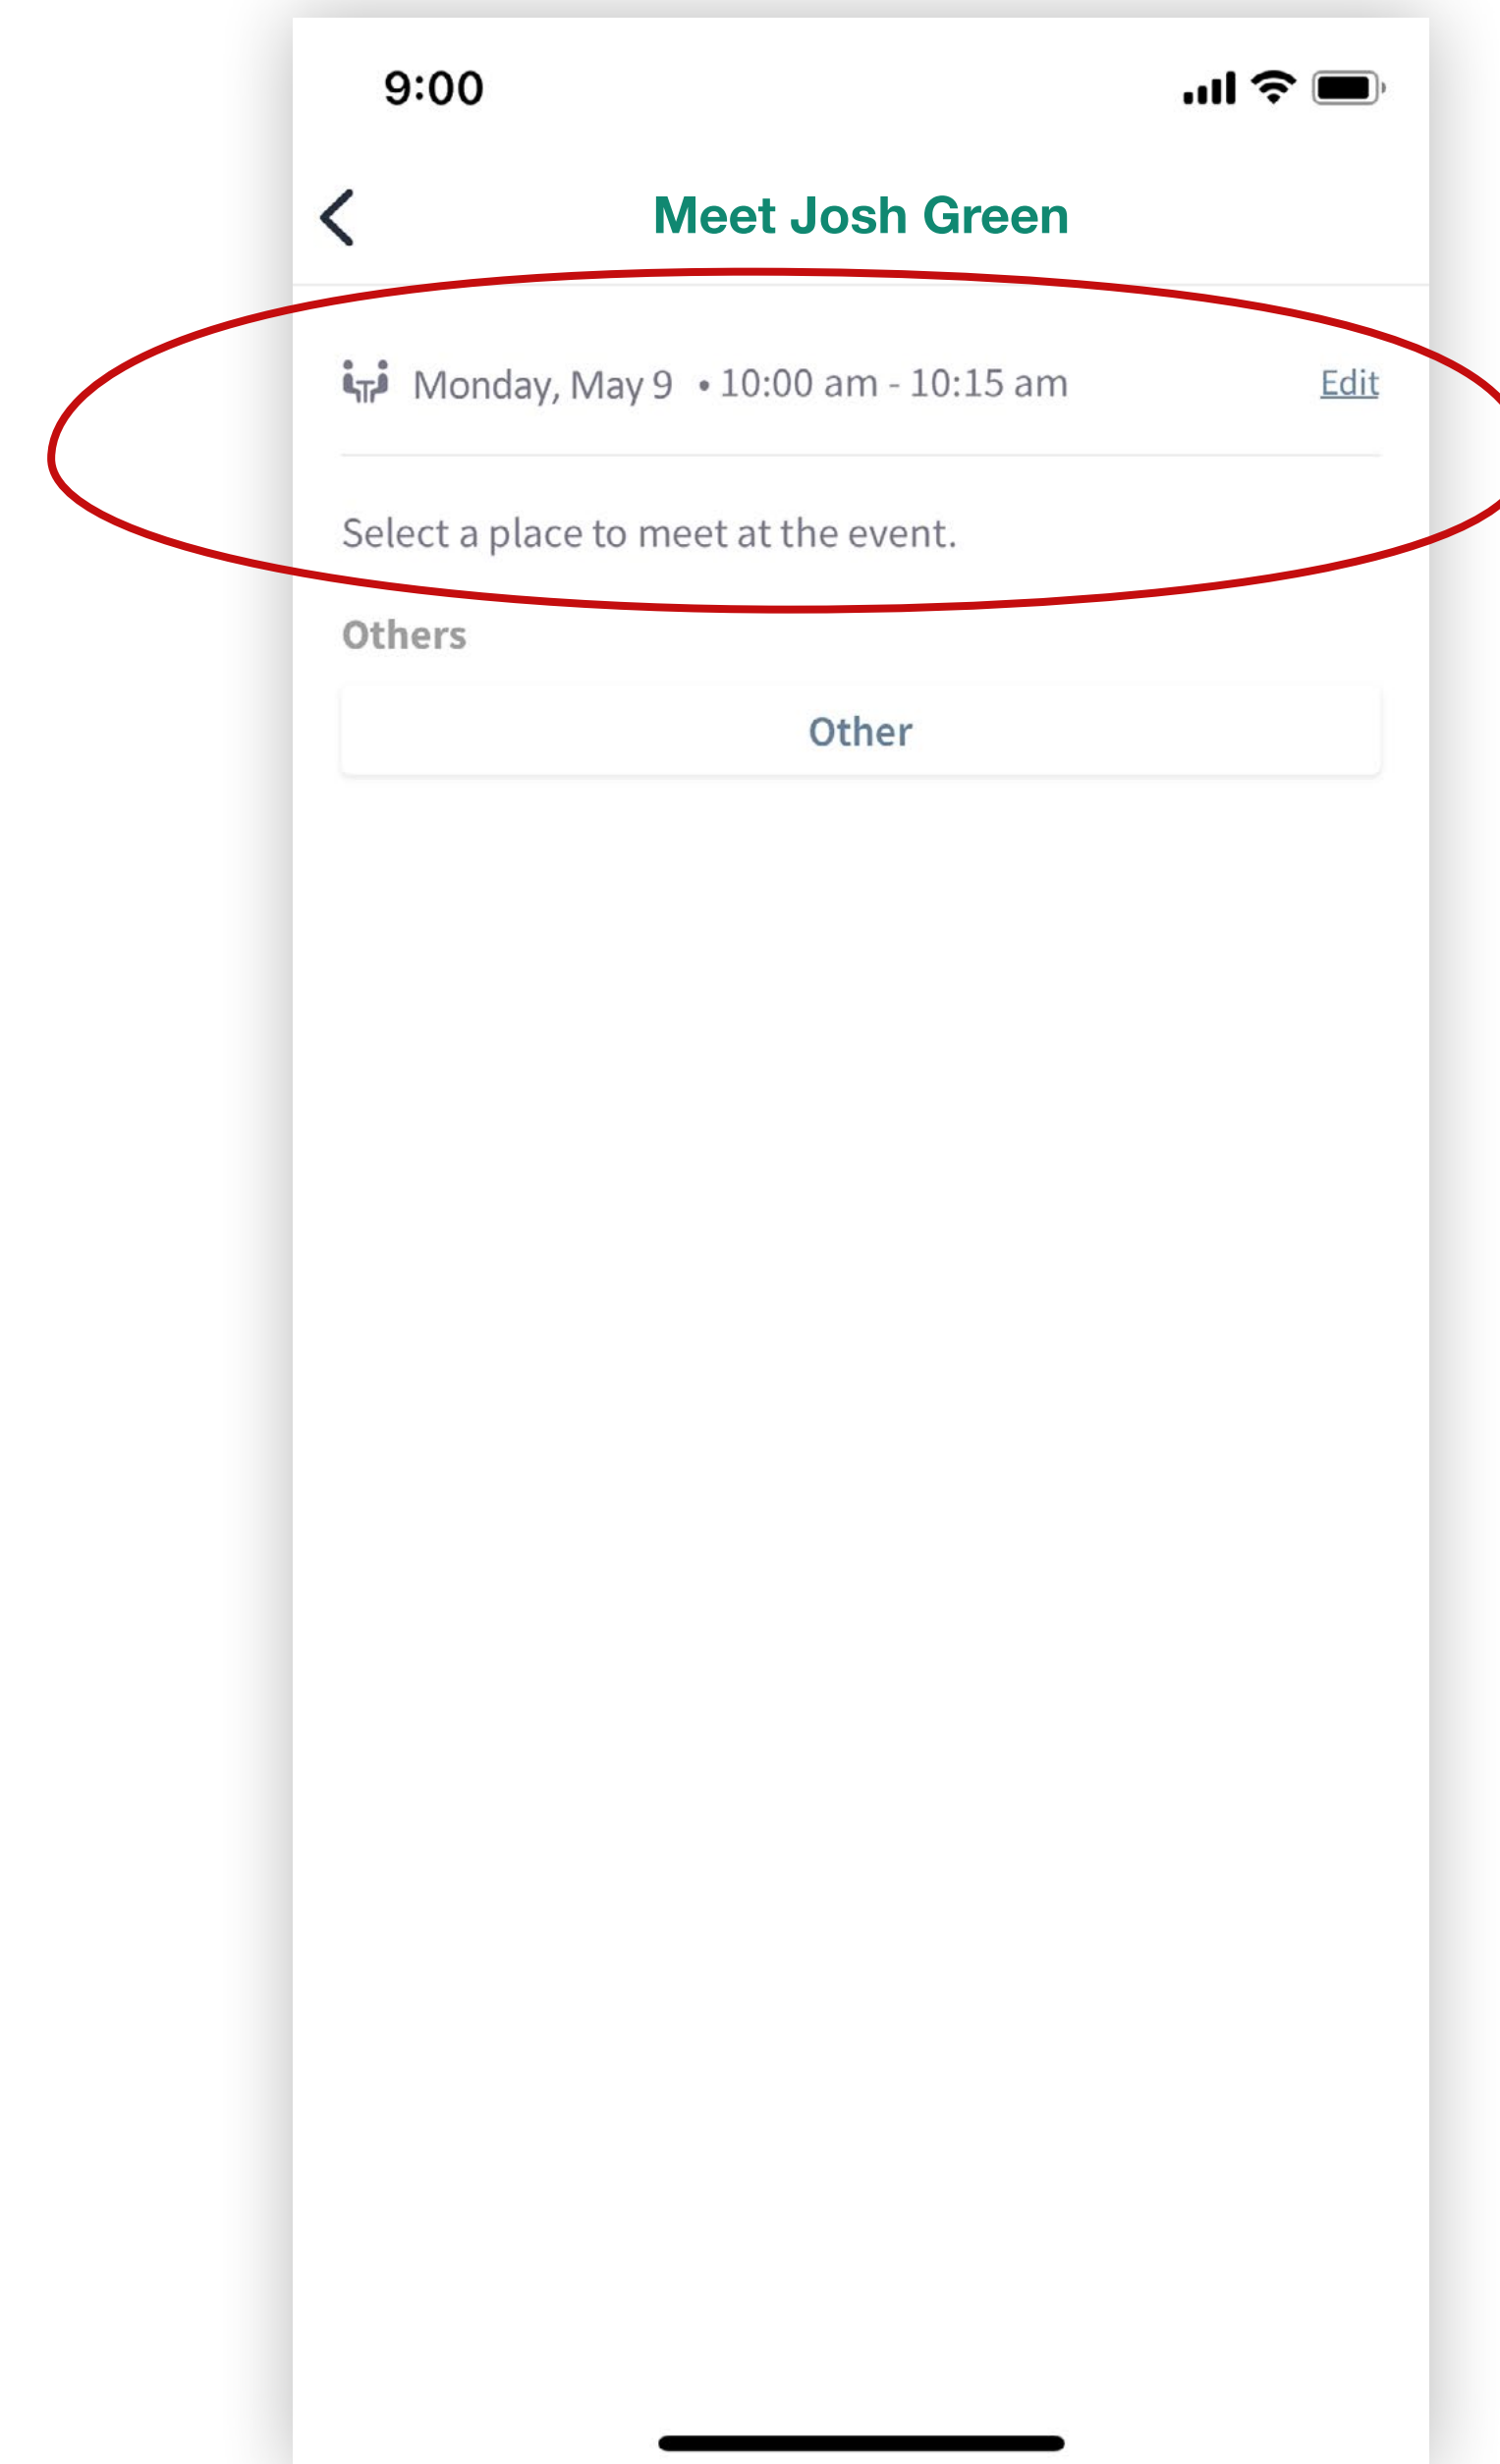 9:00
Meet Josh Green
Monday, May 9 • 10:00 am - 10:15 am Edit
Select a place to meet at the event.
Others
Other